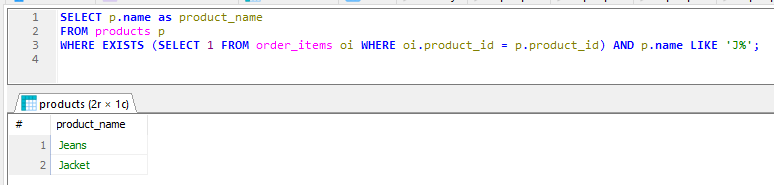 1 SELECT p.name as product_name
2 FROM products p
3 WHERE EXISTS (SELECT 1 FROM order_items oi WHERE oi.product_id = p.product_id) AND p.name LIKE 'J%';
4
products (2r × 1c)
# product_name
1 Jeans
2 Jacket